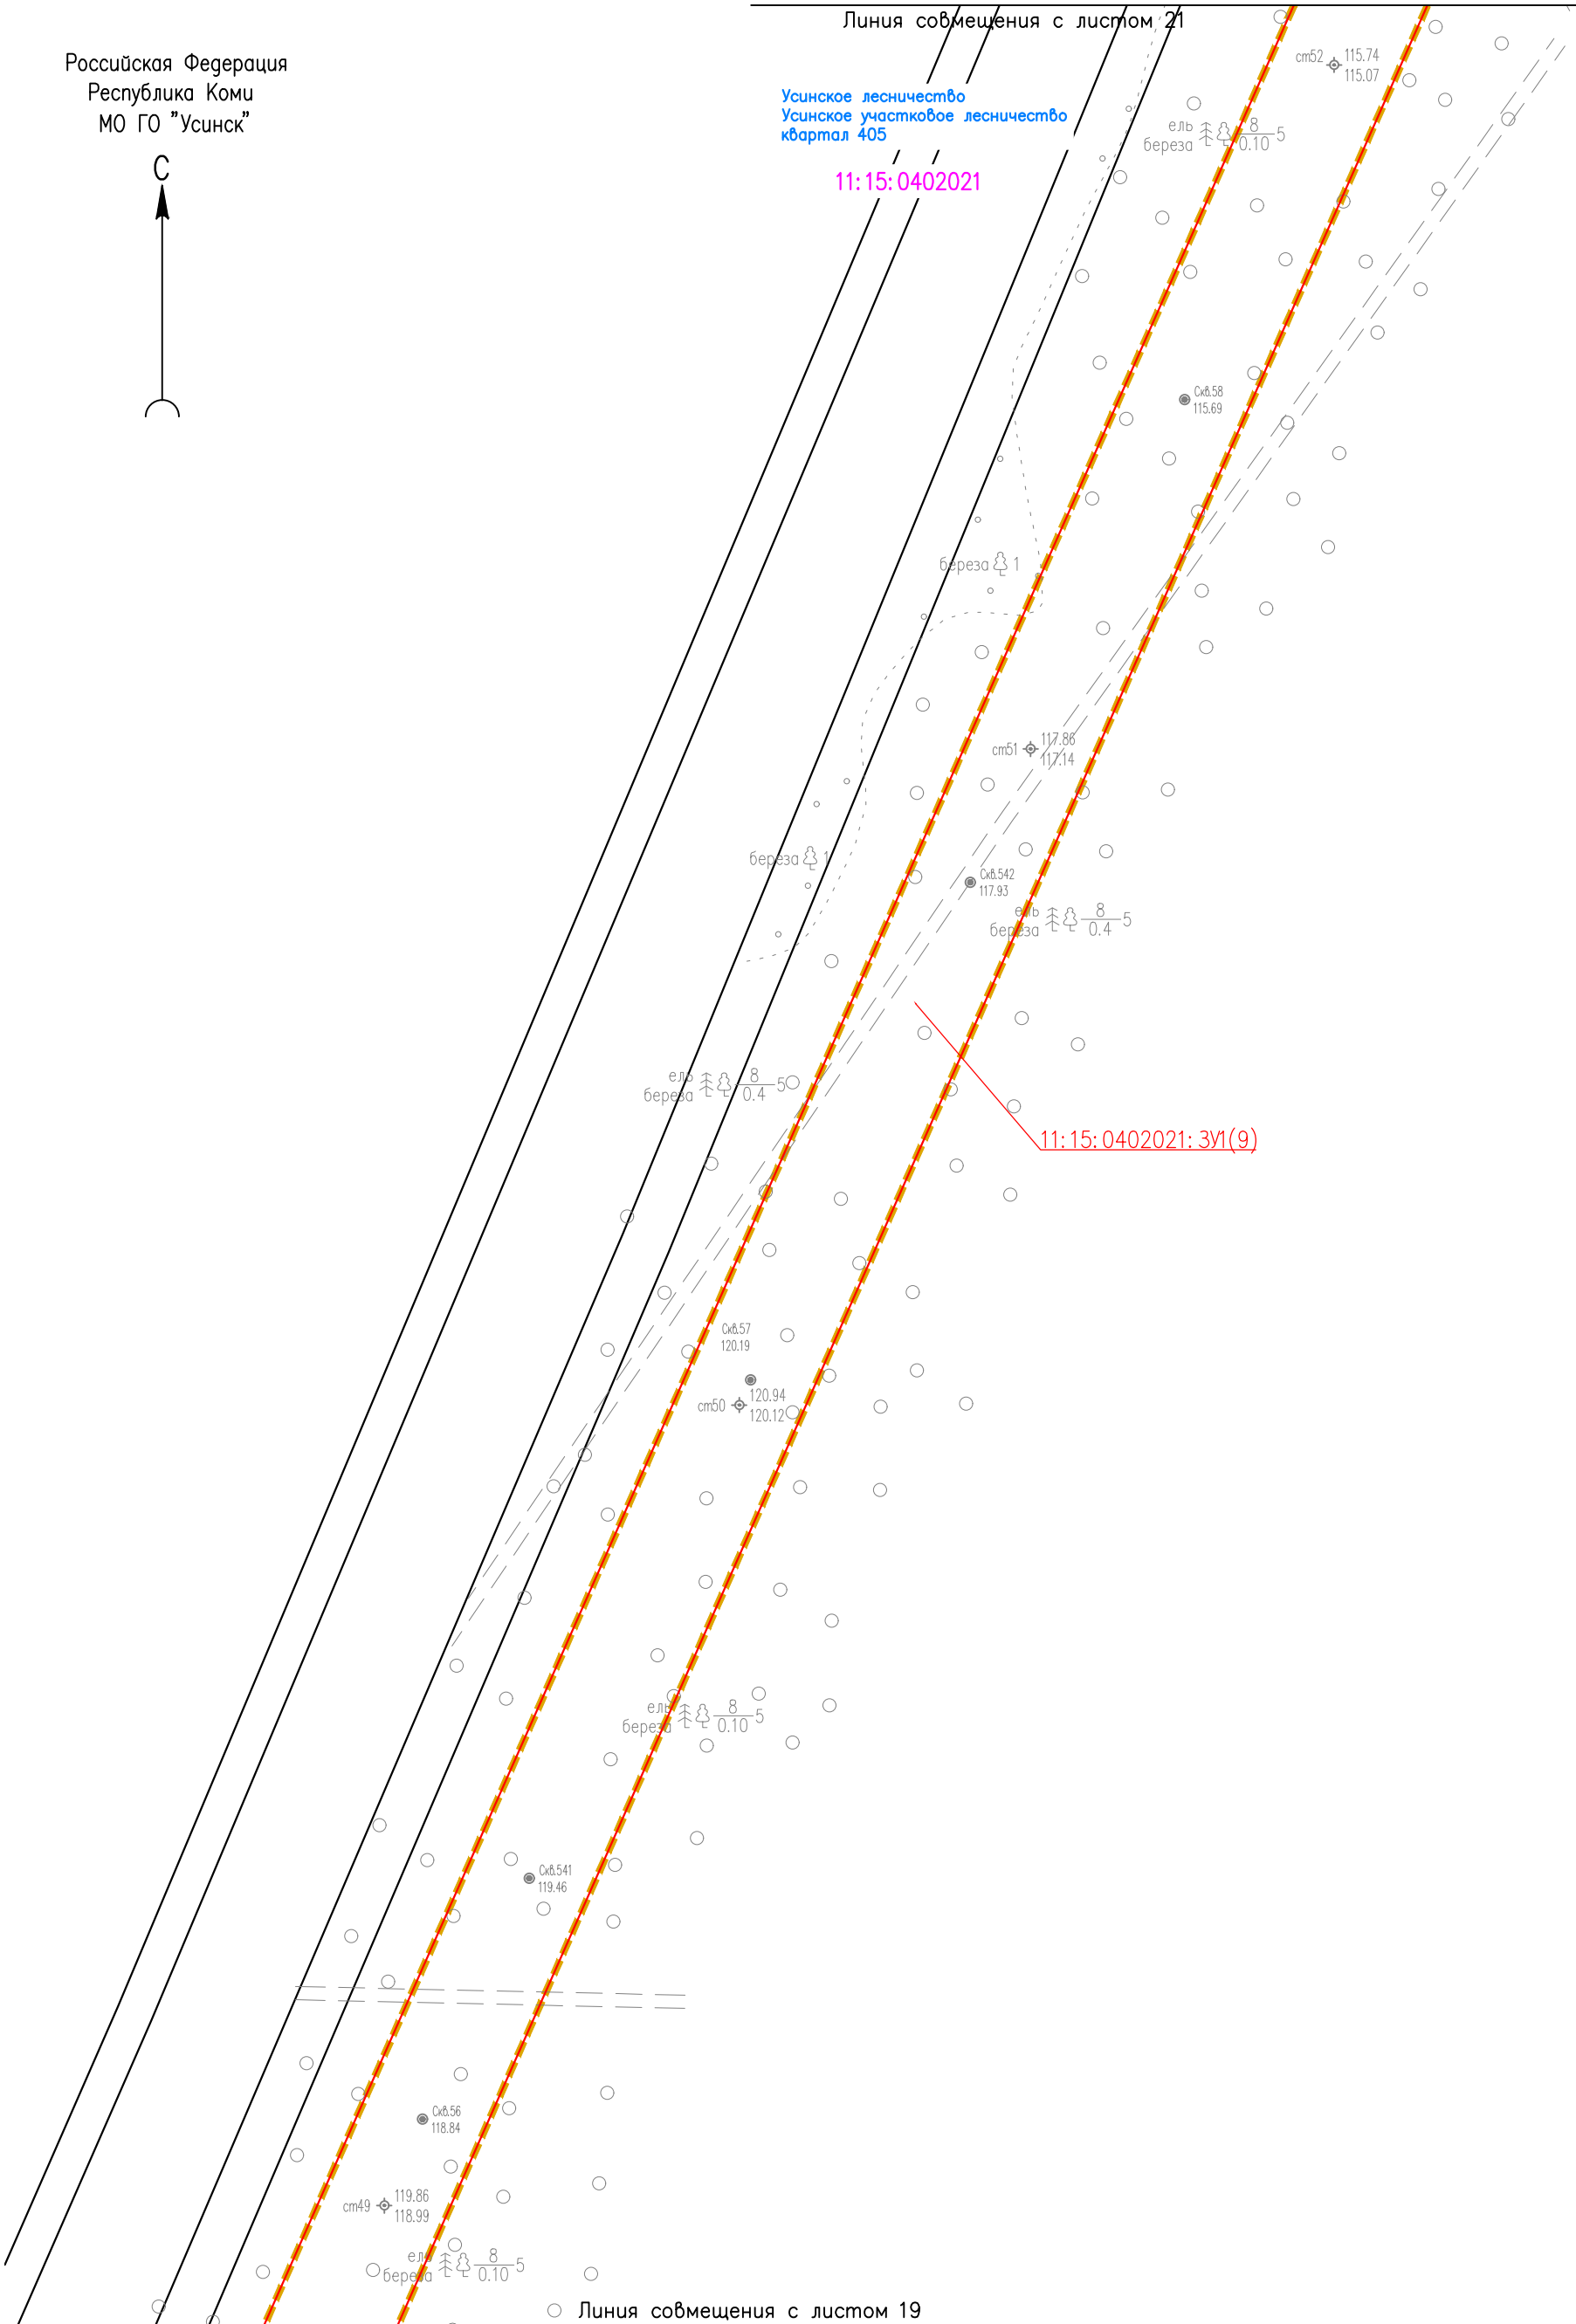 Линия совмещения с листом 21
Российская Федерация
Республика Коми
МО ГО "Усинск"
С
Усинское лесничество
Усинское участковое лесничество
квартал 405
11:15:0402021
ст52 115.74
115.07
ель 8
береза 0.10 5
Скв.58
115.69
береза 1
ст51 117.86
117.14
береза 1
Скв.542
117.93
ель 8
береза 0.4 5
ель 8
береза 0.4 5
11:15:0402021:ЗУ1(9)
Скв.57
120.19
ст50 120.94
120.12
ель 8
береза 0.10 5
Скв.541
119.46
Скв.56
118.84
ст49 119.86
118.99
ель 8
береза 0.10 5
Линия совмещения с листом 19